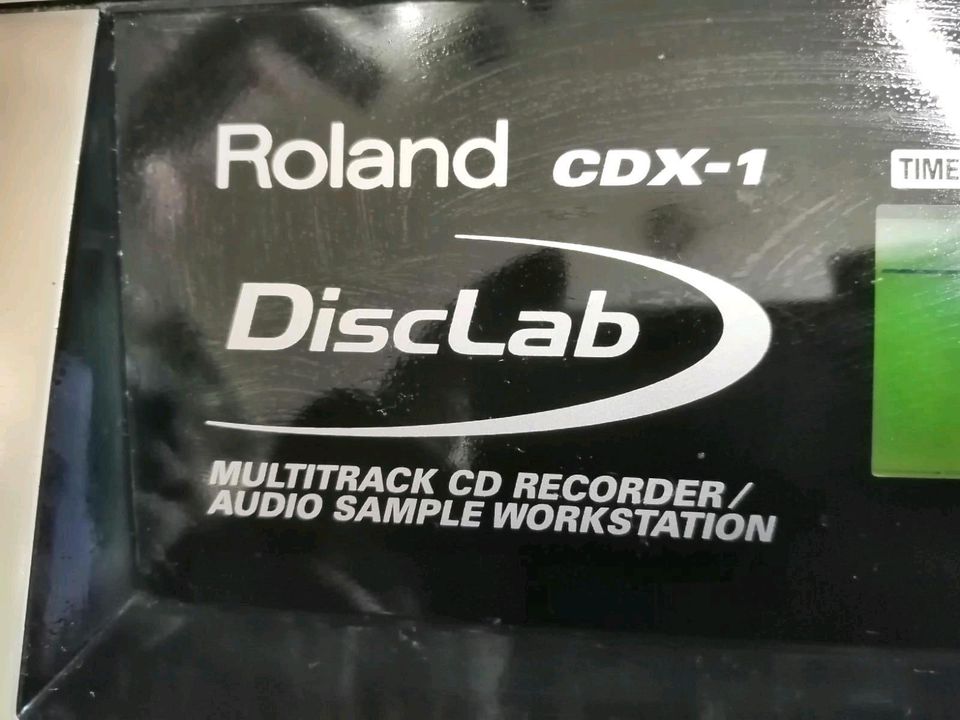 Roland CDX-1
TIME
DiscLab
MULTITRACK CD RECORDER/
AUDIO SAMPLE WORKSTATION